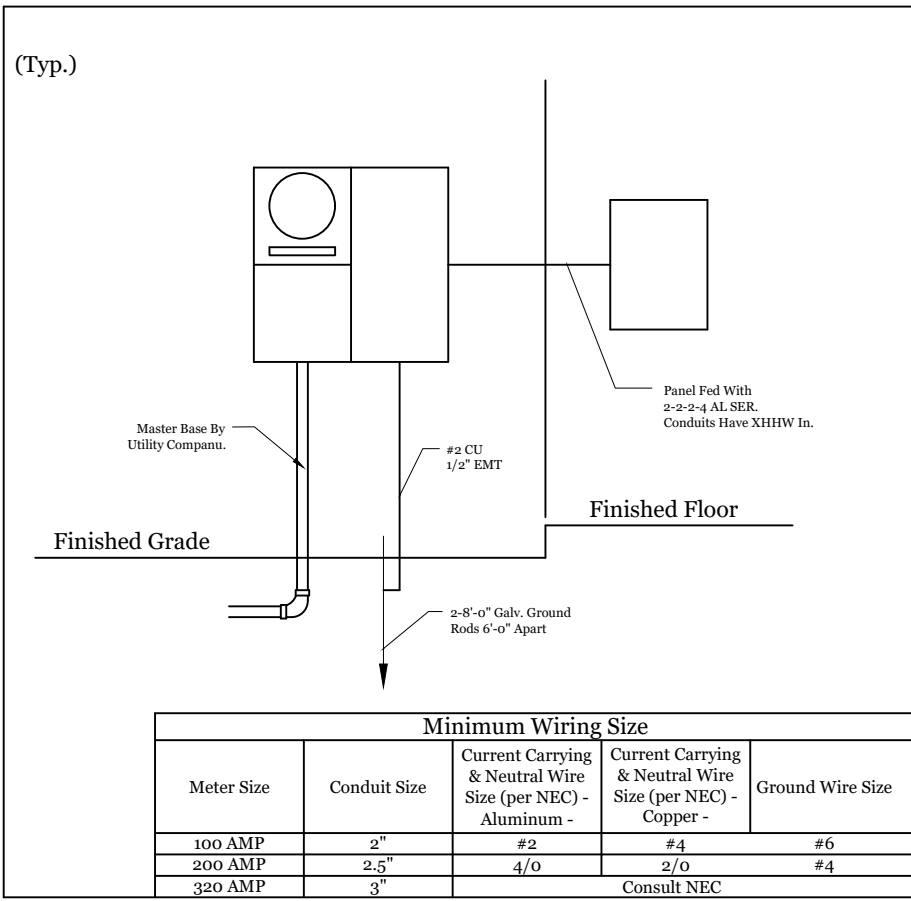 (Typ.)
Master Base By
Utility Companu.
#2 CU
1/2" EMT
Panel Fed With
2-2-2-4 AL SER.
Conduits Have XHHW In.
Finished Floor
Finished Grade
2-8'-0" Galv. Ground
Rods 6'-0" Apart
Minimum Wiring Size
Meter Size
Conduit Size
Current Carrying
& Neutral Wire
Size (per NEC) -
Aluminum -
Current Carrying
& Neutral Wire
Size (per NEC) -
Copper -
Ground Wire Size
100 AMP 2" #2 #4 #6
200 AMP 2.5" 4/0 2/0 #4
320 AMP 3" Consult NEC